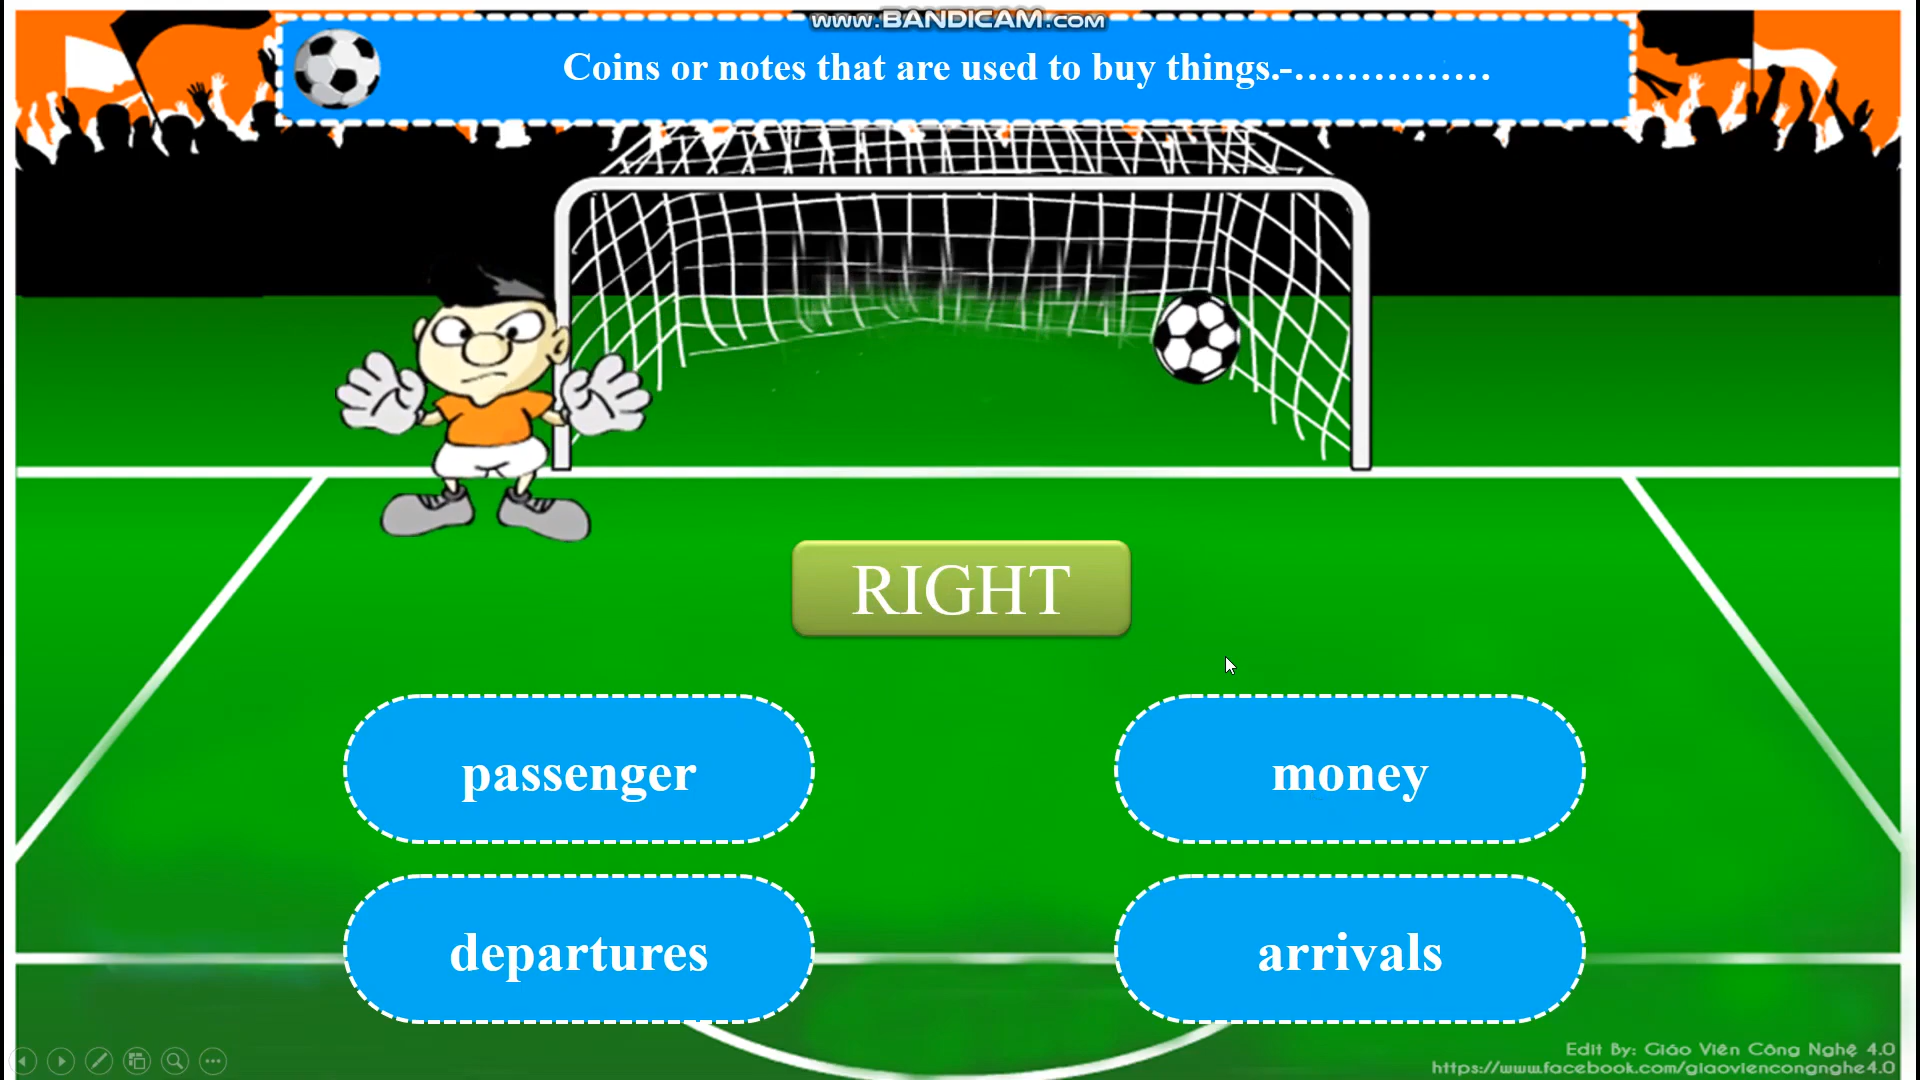 www.BANDICAM.com
Coins or notes that are used to buy things.-……………
RIGHT
passenger
money
departures
arrivals
Edit By: Giáo Viên Công Nghệ 4.0
https://www.facebook.com/giaoviencongnghe4.0